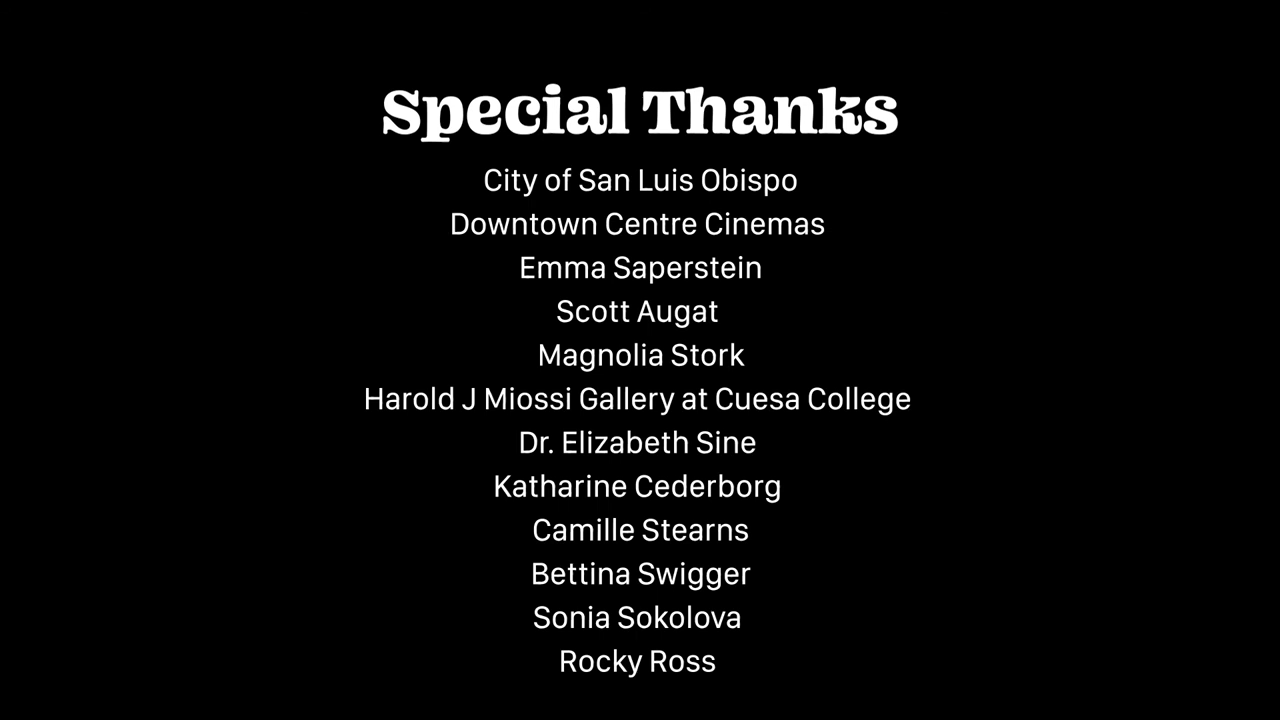 Special Thanks
City of San Luis Obispo
Downtown Centre Cinemas
Emma Saperstein
Scott Augat
Magnolia Stork
Harold J Miossi Gallery at Cuesa College
Dr. Elizabeth Sine
Katharine Cederborg
Camille Stearns
Bettina Swigger
Sonia Sokolova
Rocky Ross